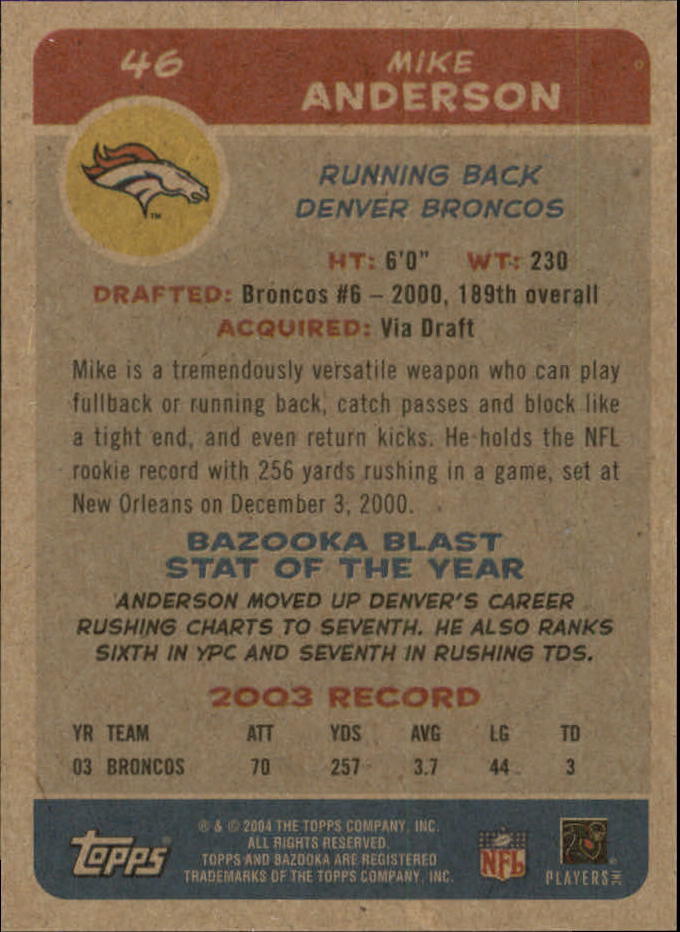 46
MIKE
ANDERSON
RUNNING BACK
DENVER BRONCOS
TM
HT: 6'0" WT: 230
DRAFTED: Broncos #6 – 2000, 189th overall
ACQUIRED: Via Draft
Mike is a tremendously versatile weapon who can play
fullback or running back, catch passes and block like
a tight end, and even return kicks. He holds the NFL
rookie record with 256 yards rushing in a game, set at
New Orleans on December 3, 2000.
BAZOOKA BLAST
STAT OF THE YEAR
ANDERSON MOVED UP DENVER'S CAREER
RUSHING CHARTS TO SEVENTH. HE ALSO RANKS
SIXTH IN YPC AND SEVENTH IN RUSHING TDS.
2003 RECORD
YR TEAM ATT YDS AVG LG TD
03 BRONCOS 70 257 3.7 44 3
Topps®
® & © 2004 THE TOPPS COMPANY, INC.
ALL RIGHTS RESERVED.
TOPPS AND BAZOOKA ARE REGISTERED
TRADEMARKS OF THE TOPPS COMPANY, INC.
NFL
PLAYERS INC